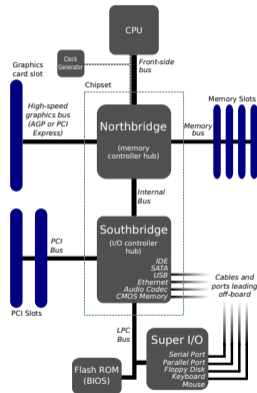 CPU
Clock
Generator
Front-side
bus
Graphics
card slot
Chipset
High-speed
graphics bus
(AGP or PCI
Express)
Northbridge
(memory
controller hub)
Memory
bus
Memory Slots
Internal
Bus
Southbridge
(I/O controller
hub)
PCI
Bus
PCI Slots
IDE
SATA
USB
Ethernet
Audio Codec
CMOS Memory
Cables and
ports leading
off-board
LPC
Bus
Super I/O
Serial Port
Parallel Port
Floppy Disk
Keyboard
Mouse
Flash ROM
(BIOS)